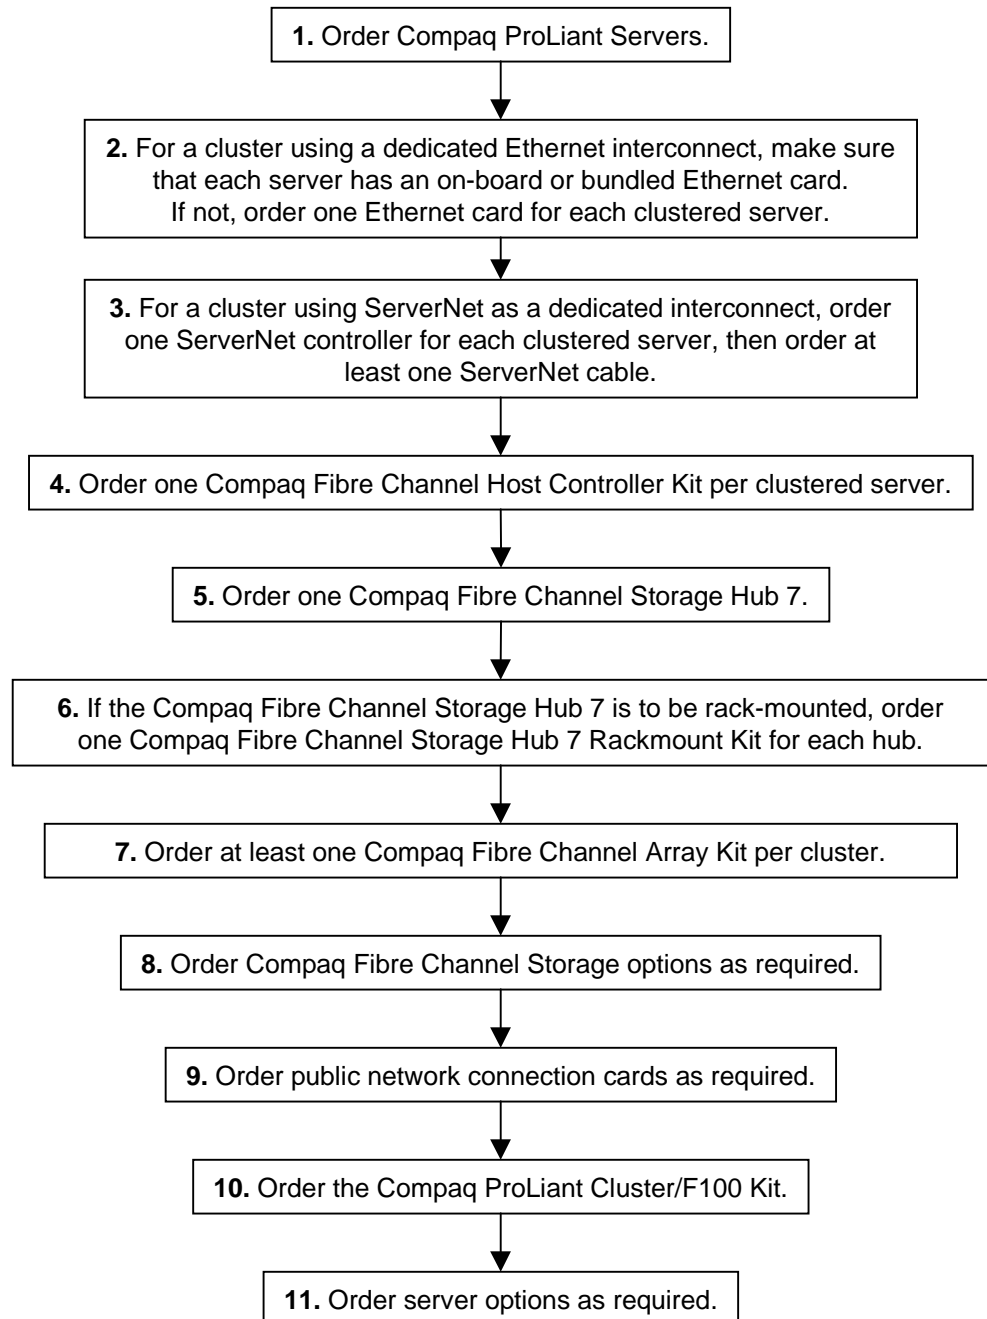 1. Order Compaq ProLiant Servers.
2. For a cluster using a dedicated Ethernet interconnect, make sure
that each server has an on-board or bundled Ethernet card.
If not, order one Ethernet card for each clustered server.
3. For a cluster using ServerNet as a dedicated interconnect, order
one ServerNet controller for each clustered server, then order at
least one ServerNet cable.
4. Order one Compaq Fibre Channel Host Controller Kit per clustered server.
5. Order one Compaq Fibre Channel Storage Hub 7.
6. If the Compaq Fibre Channel Storage Hub 7 is to be rack-mounted, order
one Compaq Fibre Channel Storage Hub 7 Rackmount Kit for each hub.
7. Order at least one Compaq Fibre Channel Array Kit per cluster.
8. Order Compaq Fibre Channel Storage options as required.
9. Order public network connection cards as required.
10. Order the Compaq ProLiant Cluster/F100 Kit.
11. Order server options as required.